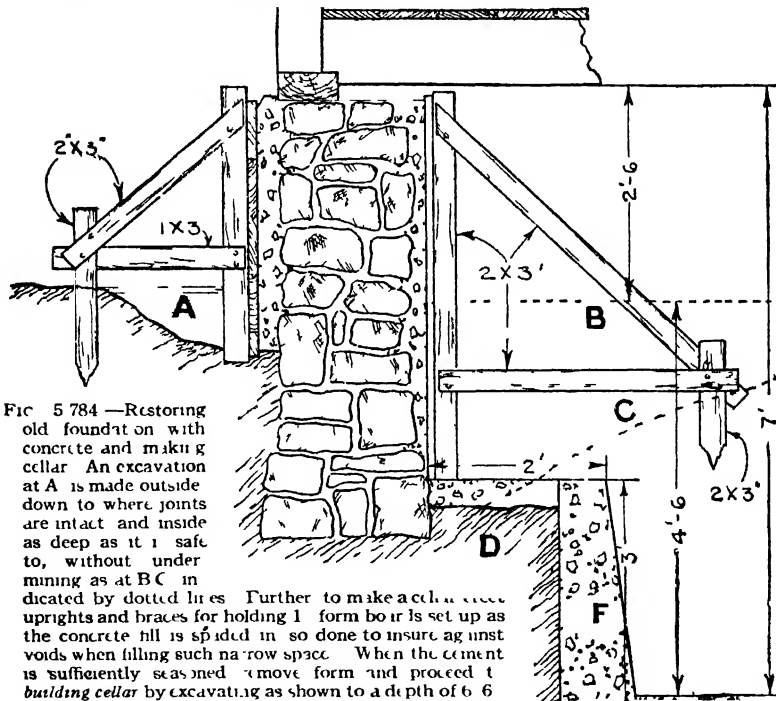 2"X3"
1X3
A
2'-6
2X3'
B
C
7'
2'
2X3"
4'-6
D
3'
F
FIG 5 784 —Restoring
old foundation with
concrete and making
cellar An excavation
at A is made outside
down to where joints
are intact and inside
as deep as it i safe
to, without under
mining as at B C in
dicated by dotted lines Further to make a
uprights and braces for holding form is set up as
the concrete fill is spaded in so done to insure against
voids when filling such narrow space When the cement
is sufficiently seasoned move form and proceed t
building cellar by excavating as shown to a depth of 6 6